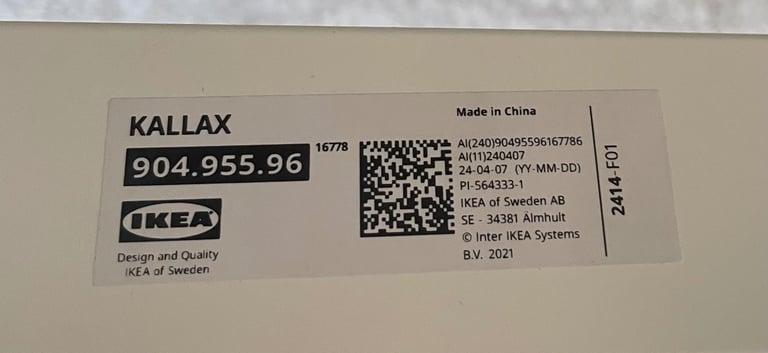 KALLAX
904.955.96
16778
IKEA
Design and Quality
IKEA of Sweden
Made in China
AI(240)90495596167786
AI(11)240407
24-04-07 (YY-MM-DD)
PI-564333-1
IKEA of Sweden AB
SE - 34381 Älmhult
© Inter IKEA Systems
B.V. 2021
2414-F01